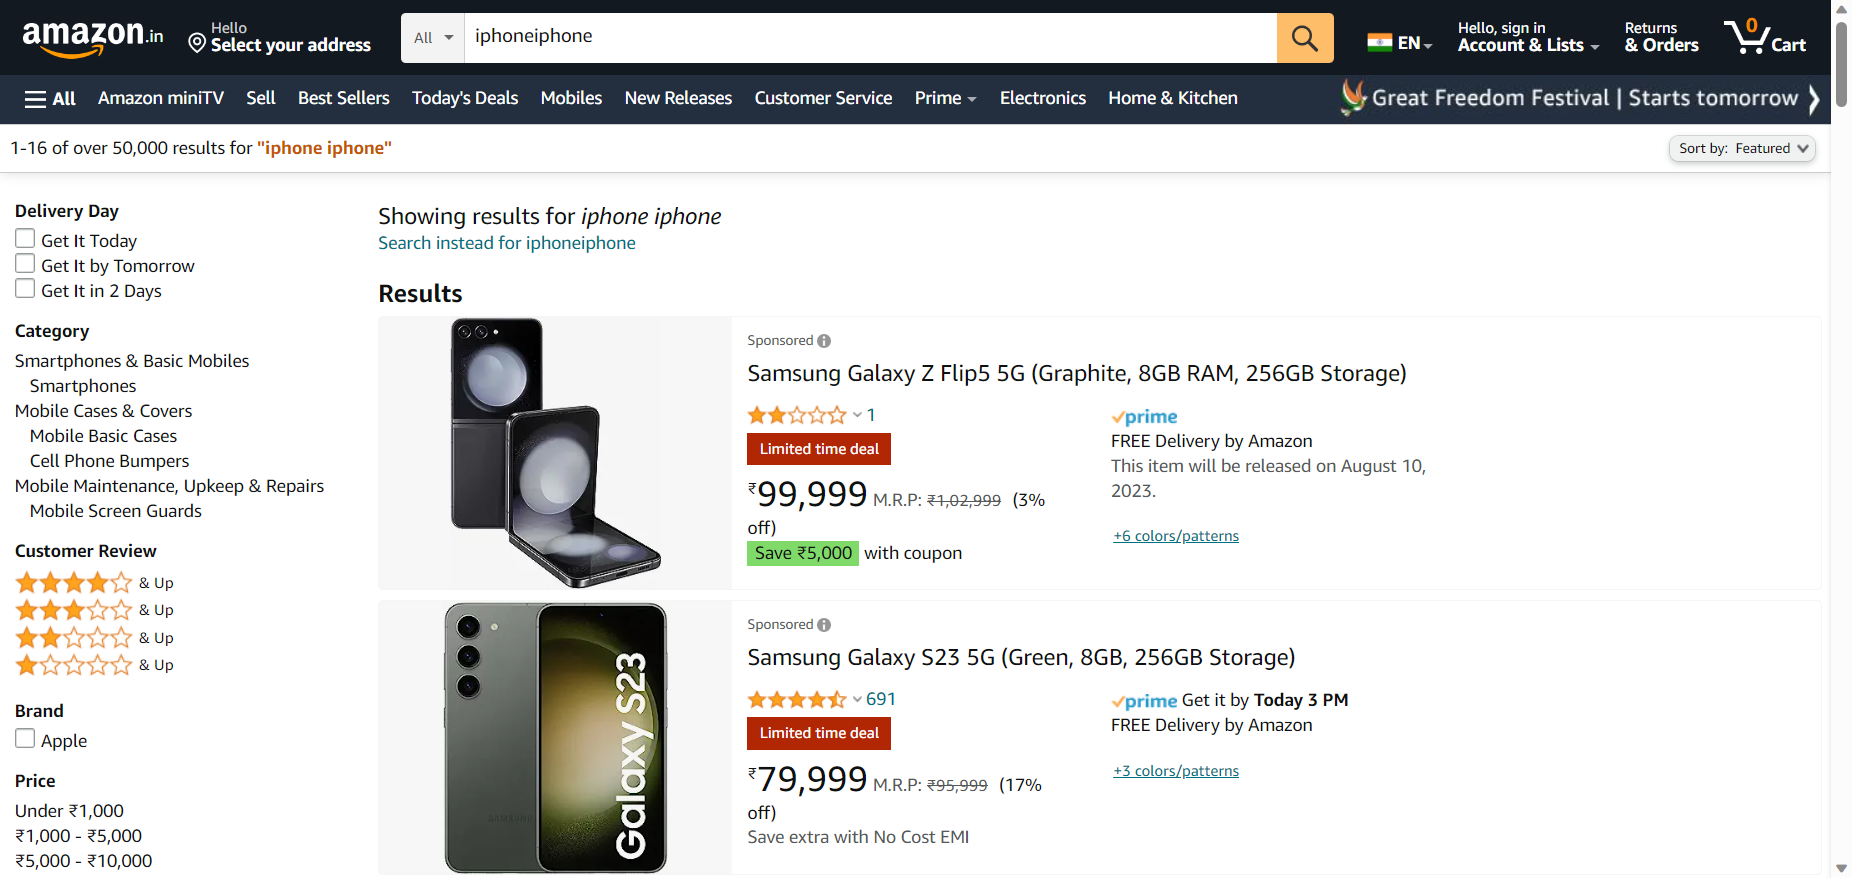 amazon.in
Hello
Select your address
All
iphoneiphone
EN
Hello, sign in
Account & Lists
Returns
& Orders
0
Cart
All
Amazon miniTV
Sell
Best Sellers
Today's Deals
Mobiles
New Releases
Customer Service
Prime
Electronics
Home & Kitchen
Great Freedom Festival | Starts tomorrow
1-16 of over 50,000 results for "iphone iphone"
Sort by: Featured
Delivery Day
Get It Today
Get It by Tomorrow
Get It in 2 Days
Category
Smartphones & Basic Mobiles
Smartphones
Mobile Cases & Covers
Mobile Basic Cases
Cell Phone Bumpers
Mobile Maintenance, Upkeep & Repairs
Mobile Screen Guards
Customer Review
& Up
& Up
& Up
& Up
Brand
Apple
Price
Under ₹1,000
₹1,000 - ₹5,000
₹5,000 - ₹10,000
Showing results for iphone iphone
Search instead for iphoneiphone
Results
Sponsored
Samsung Galaxy Z Flip5 5G (Graphite, 8GB RAM, 256GB Storage)
1
Limited time deal
₹99,999 M.R.P: ₹1,02,999 (3%
off)
Save ₹5,000 with coupon
prime
FREE Delivery by Amazon
This item will be released on August 10,
2023.
+6 colors/patterns
Galaxy S23
SAMSUNG
Sponsored
Samsung Galaxy S23 5G (Green, 8GB, 256GB Storage)
691
Limited time deal
₹79,999 M.R.P: ₹95,999 (17%
off)
Save extra with No Cost EMI
prime Get it by Today 3 PM
FREE Delivery by Amazon
+3 colors/patterns